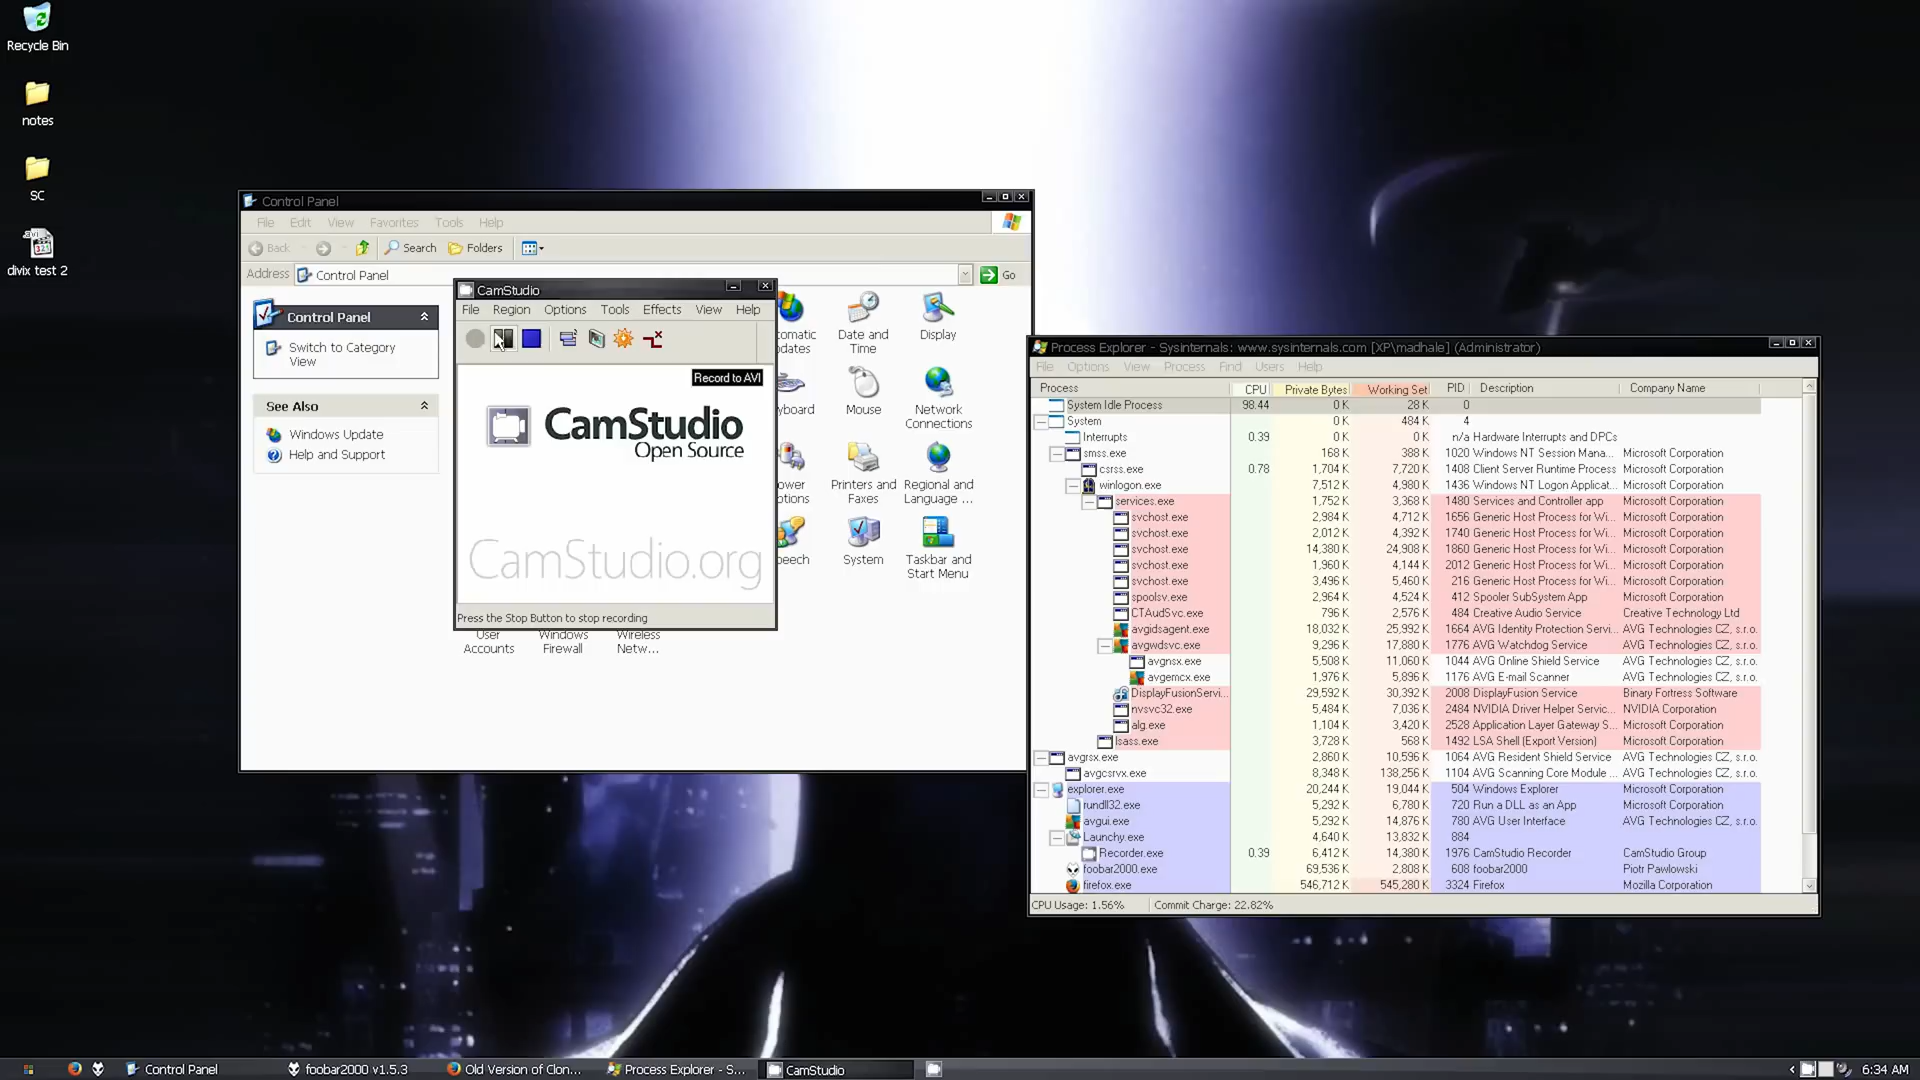 Recycle Bin
notes
SC
divix test 2
Control Panel
File Edit View Favorites Tools Help
Back Search Folders
Address Control Panel Go
Control Panel
Switch to Category
View
See Also
Windows Update
Help and Support
Date and
Time
Display
Mouse
Network
Connections
Printers and
Faxes
Regional and
Language ...
System
Taskbar and
Start Menu
User
Accounts
Windows
Firewall
Wireless
Netw...
CamStudio
File Region Options Tools Effects View Help
Record to AVI
CamStudio
Open Source
CamStudio.org
Press the Stop Button to stop recording
Process Explorer - Sysinternals: www.sysinternals.com [XP\madhale] (Administrator)
File Options View Process Find Users Help
Process CPU Private Bytes Working Set PID Description Company Name
System Idle Process 98.44 0 K 28 K 0
System 0 K 484 K 4
Interrupts 0.39 0 K 0 K n/a Hardware Interrupts and DPCs
smss.exe 168 K 388 K 1020 Windows NT Session Mana... Microsoft Corporation
csrss.exe 0.78 1,704 K 7,720 K 1408 Client Server Runtime Process Microsoft Corporation
winlogon.exe 7,512 K 4,980 K 1436 Windows NT Logon Applicat... Microsoft Corporation
services.exe 1,752 K 3,368 K 1480 Services and Controller app Microsoft Corporation
svchost.exe 2,984 K 4,712 K 1656 Generic Host Process for Wi... Microsoft Corporation
svchost.exe 2,012 K 4,392 K 1740 Generic Host Process for Wi... Microsoft Corporation
svchost.exe 14,380 K 24,908 K 1860 Generic Host Process for Wi... Microsoft Corporation
svchost.exe 1,960 K 4,144 K 2012 Generic Host Process for Wi... Microsoft Corporation
svchost.exe 3,496 K 5,460 K 216 Generic Host Process for Wi... Microsoft Corporation
spoolsv.exe 2,964 K 4,524 K 412 Spooler SubSystem App Microsoft Corporation
CTAudSvc.exe 796 K 2,576 K 484 Creative Audio Service Creative Technology Ltd
avgidsagent.exe 18,032 K 25,992 K 1664 AVG Identity Protection Servi... AVG Technologies CZ, s.r.o.
avgwdsvc.exe 9,296 K 17,880 K 1776 AVG Watchdog Service AVG Technologies CZ, s.r.o.
avgnsx.exe 5,508 K 11,060 K 1044 AVG Online Shield Service AVG Technologies CZ, s.r.o.
avgemcx.exe 1,976 K 5,896 K 1176 AVG E-mail Scanner AVG Technologies CZ, s.r.o.
DisplayFusionServi... 29,592 K 30,392 K 2008 DisplayFusion Service Binary Fortress Software
nvsvc32.exe 5,484 K 7,036 K 2484 NVIDIA Driver Helper Servic... NVIDIA Corporation
alg.exe 1,104 K 3,420 K 2528 Application Layer Gateway S... Microsoft Corporation
lsass.exe 3,728 K 568 K 1492 LSA Shell (Export Version) Microsoft Corporation
avgrsx.exe 2,860 K 10,596 K 1064 AVG Resident Shield Service AVG Technologies CZ, s.r.o.
avgcsrvx.exe 8,348 K 138,256 K 1104 AVG Scanning Core Module ... AVG Technologies CZ, s.r.o.
explorer.exe 20,244 K 19,044 K 504 Windows Explorer Microsoft Corporation
rundll32.exe 5,292 K 6,780 K 720 Run a DLL as an App Microsoft Corporation
avgui.exe 5,292 K 14,876 K 780 AVG User Interface AVG Technologies CZ, s.r.o.
Launchy.exe 4,640 K 13,832 K 884
Recorder.exe 0.39 6,412 K 14,380 K 1976 CamStudio Recorder CamStudio Group
foobar2000.exe 69,536 K 2,808 K 608 foobar2000 Piotr Pawlowski
firefox.exe 546,712 K 545,280 K 3324 Firefox Mozilla Corporation
CPU Usage: 1.56% Commit Charge: 22.82%
Control Panel foobar2000 v1.5.3 Old Version of Clon... Process Explorer - S... CamStudio 6:34 AM